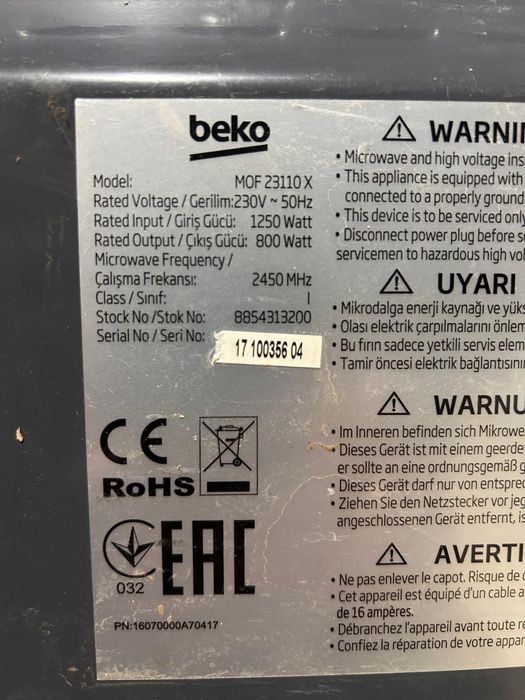 beko
Model: MOF 23110 X
Rated Voltage / Gerilim:230V ~ 50Hz
Rated Input / Giriş Gücü: 1250 Watt
Rated Output / Çıkış Gücü: 800 Watt
Microwave Frequency /
Çalışma Frekansı: 2450 MHz
Class / Sınıf: I
Stock No /Stok No: 8854313200
Serial No / Seri No: 17 100356 04
CE
RoHS
032
EAC
PN:16070000A70417
WARNI
• Microwave and high voltage ins
• This appliance is equipped with
connected to a properly ground
• This device is to be serviced only
• Disconnect power plug before s
servicemen to hazardous high vol
UYARI
• Mikrodalga enerji kaynağı ve yüks
• Olası elektrik çarpılmalarını önlem
• Bu fırın sadece yetkili servis elem
• Tamir öncesi elektrik bağlantısını
WARNU
• Im Inneren befinden sich Mikrowe
• Dieses Gerät ist mit einem geerde
er sollte an eine ordnungsgemäß g
• Dieses Gerät darf nur von entsprec
• Ziehen Sie den Netzstecker vor jeg
angeschlossenen Gerät entfernt, is
AVERTI
• Ne pas enlever le capot. Risque de
• Cet appareil est équipé d'un cable a
de 16 ampères.
• Débranchez l'appareil avant toute re
• Confiez la réparation de votre appar